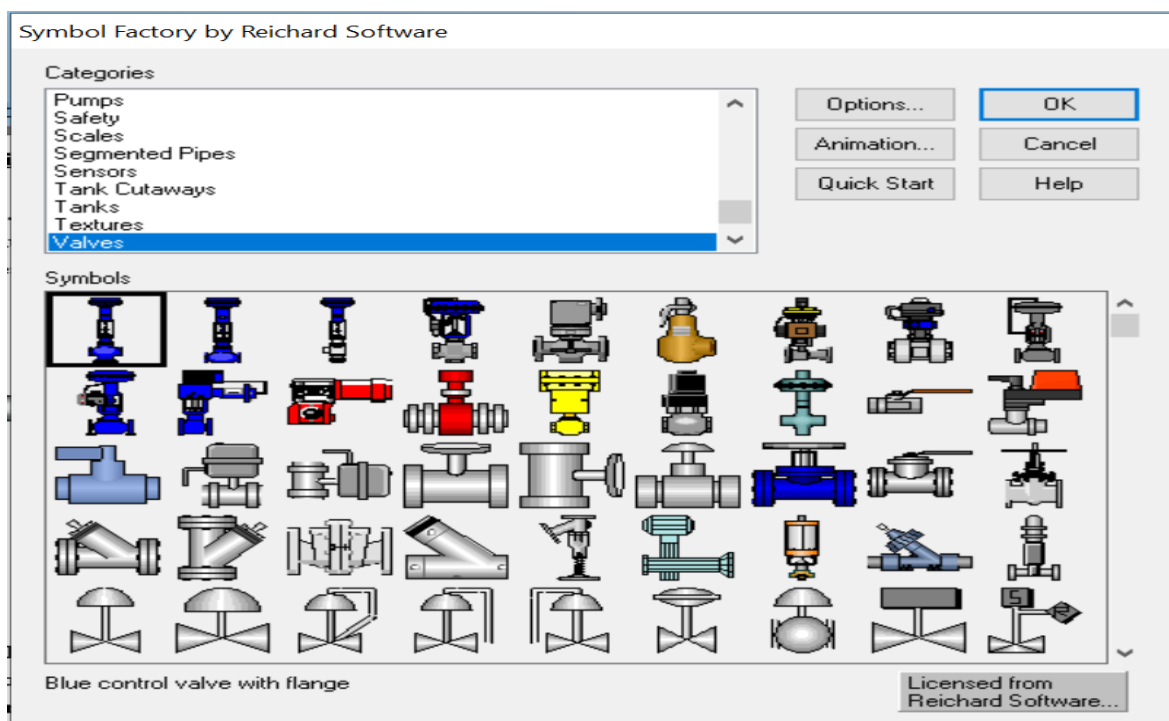 Symbol Factory by Reichard Software
Categories
Pumps
Safety
Scales
Segmented Pipes
Sensors
Tank Cutaways
Tanks
Textures
Valves
Options...
OK
Animation...
Cancel
Quick Start
Help
Symbols
S
R
Blue control valve with flange
Licensed from
Reichard Software...